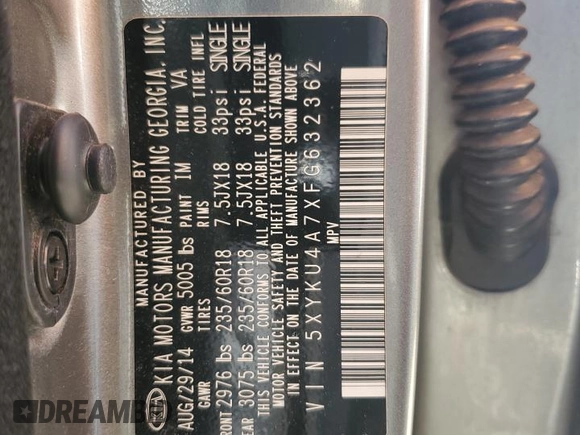 MANUFACTURED BY
KIA MOTORS MANUFACTURING GEORGIA, INC.
AUG/29/14 GVWR 5005 lbs PAINT IM TRIM VA
GAWR TIRES RIMS COLD TIRE INFL
FRONT 2976 lbs 235/60R18 7.5JX18 33psi SINGLE
REAR 3075 lbs 235/60R18 7.5JX18 33psi SINGLE
THIS VEHICLE CONFORMS TO ALL APPLICABLE U.S.A. FEDERAL
MOTOR VEHICLE SAFETY AND THEFT PREVENTION STANDARDS
IN EFFECT ON THE DATE OF MANUFACTURE SHOWN ABOVE
VIN 5XYKU4A7XFG632362
MPV
KIA